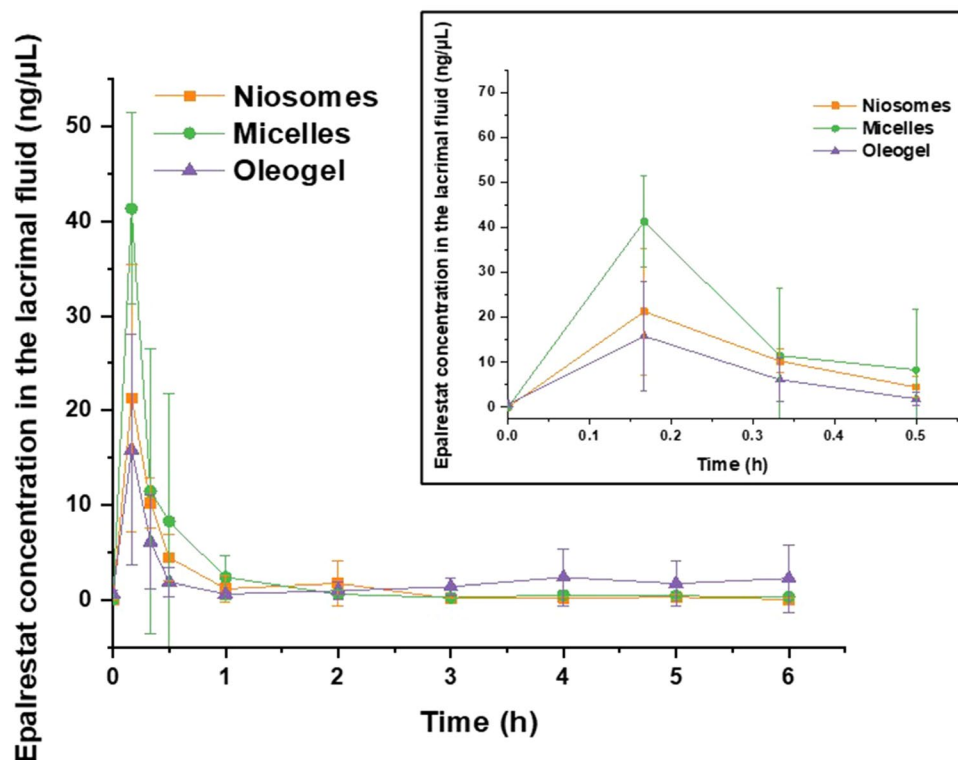 Epalrestat concentration in the lacrimal fluid (ng/µL)
50
40
30
20
10
0
Niosomes
Micelles
Oleogel
0 1 2 3 4 5 6
Time (h)
Epalrestat concentration in the lacrimal fluid (ng/µL)
70
60
50
40
30
20
10
0
Niosomes
Micelles
Oleogel
0.0 0.1 0.2 0.3 0.4 0.5
Time (h)